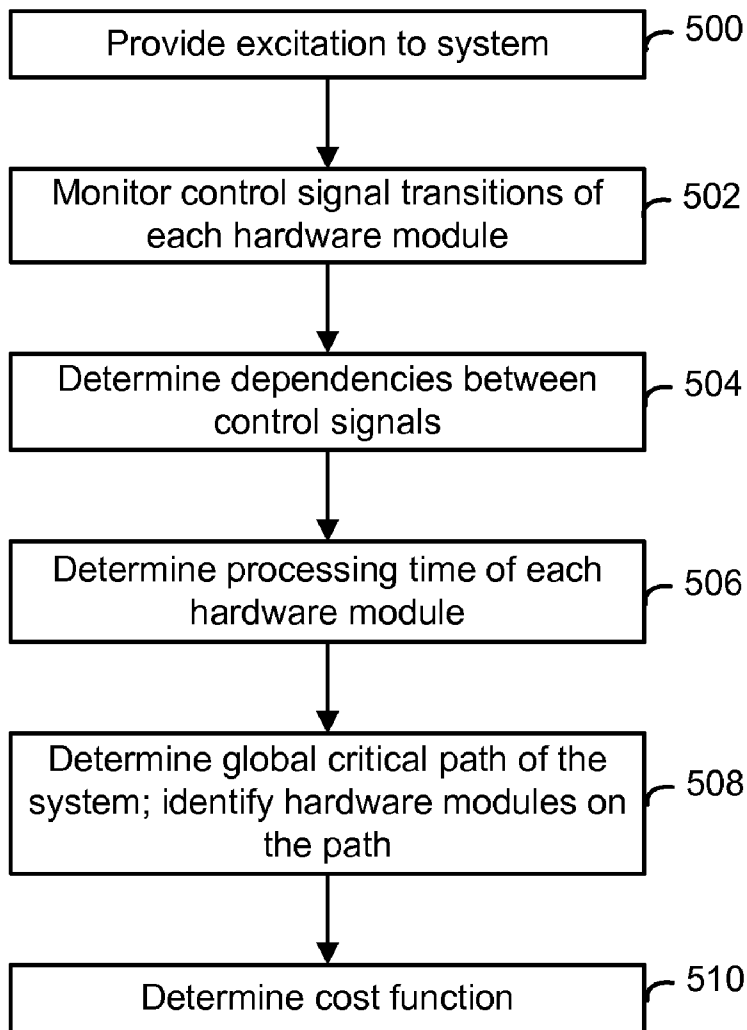 Provide excitation to system
500
Monitor control signal transitions of
each hardware module
502
Determine dependencies between
control signals
504
Determine processing time of each
hardware module
506
Determine global critical path of the
system; identify hardware modules on
the path
508
Determine cost function
510